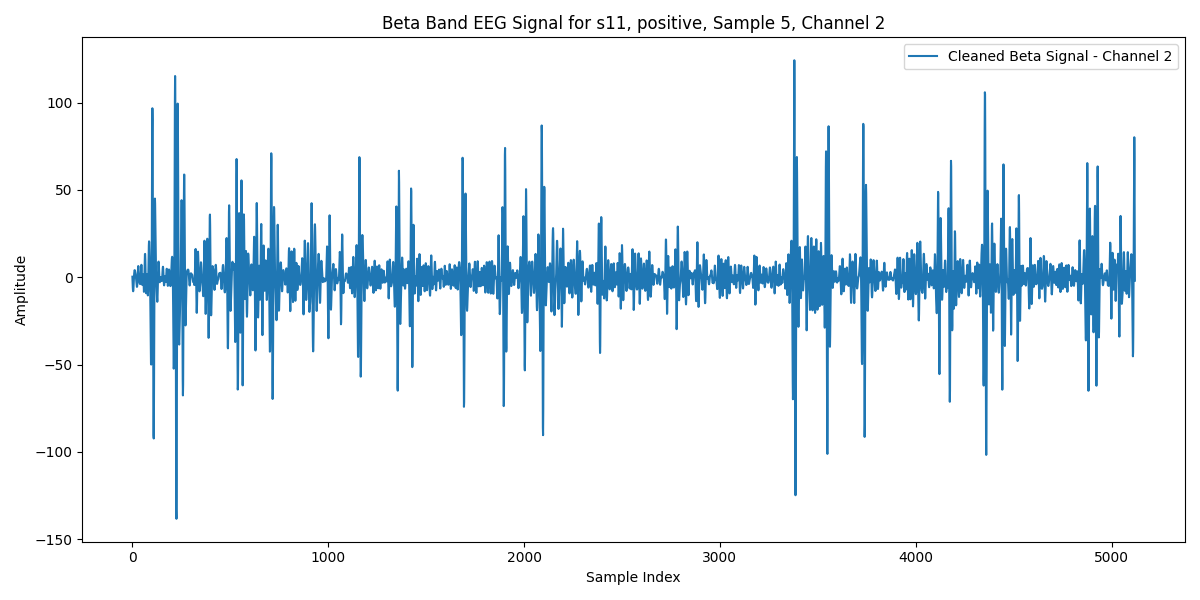 Beta Band EEG Signal for s11, positive, Sample 5, Channel 2
Cleaned Beta Signal - Channel 2
Amplitude
100
50
0
−50
−100
−150
0 1000 2000 3000 4000 5000
Sample Index